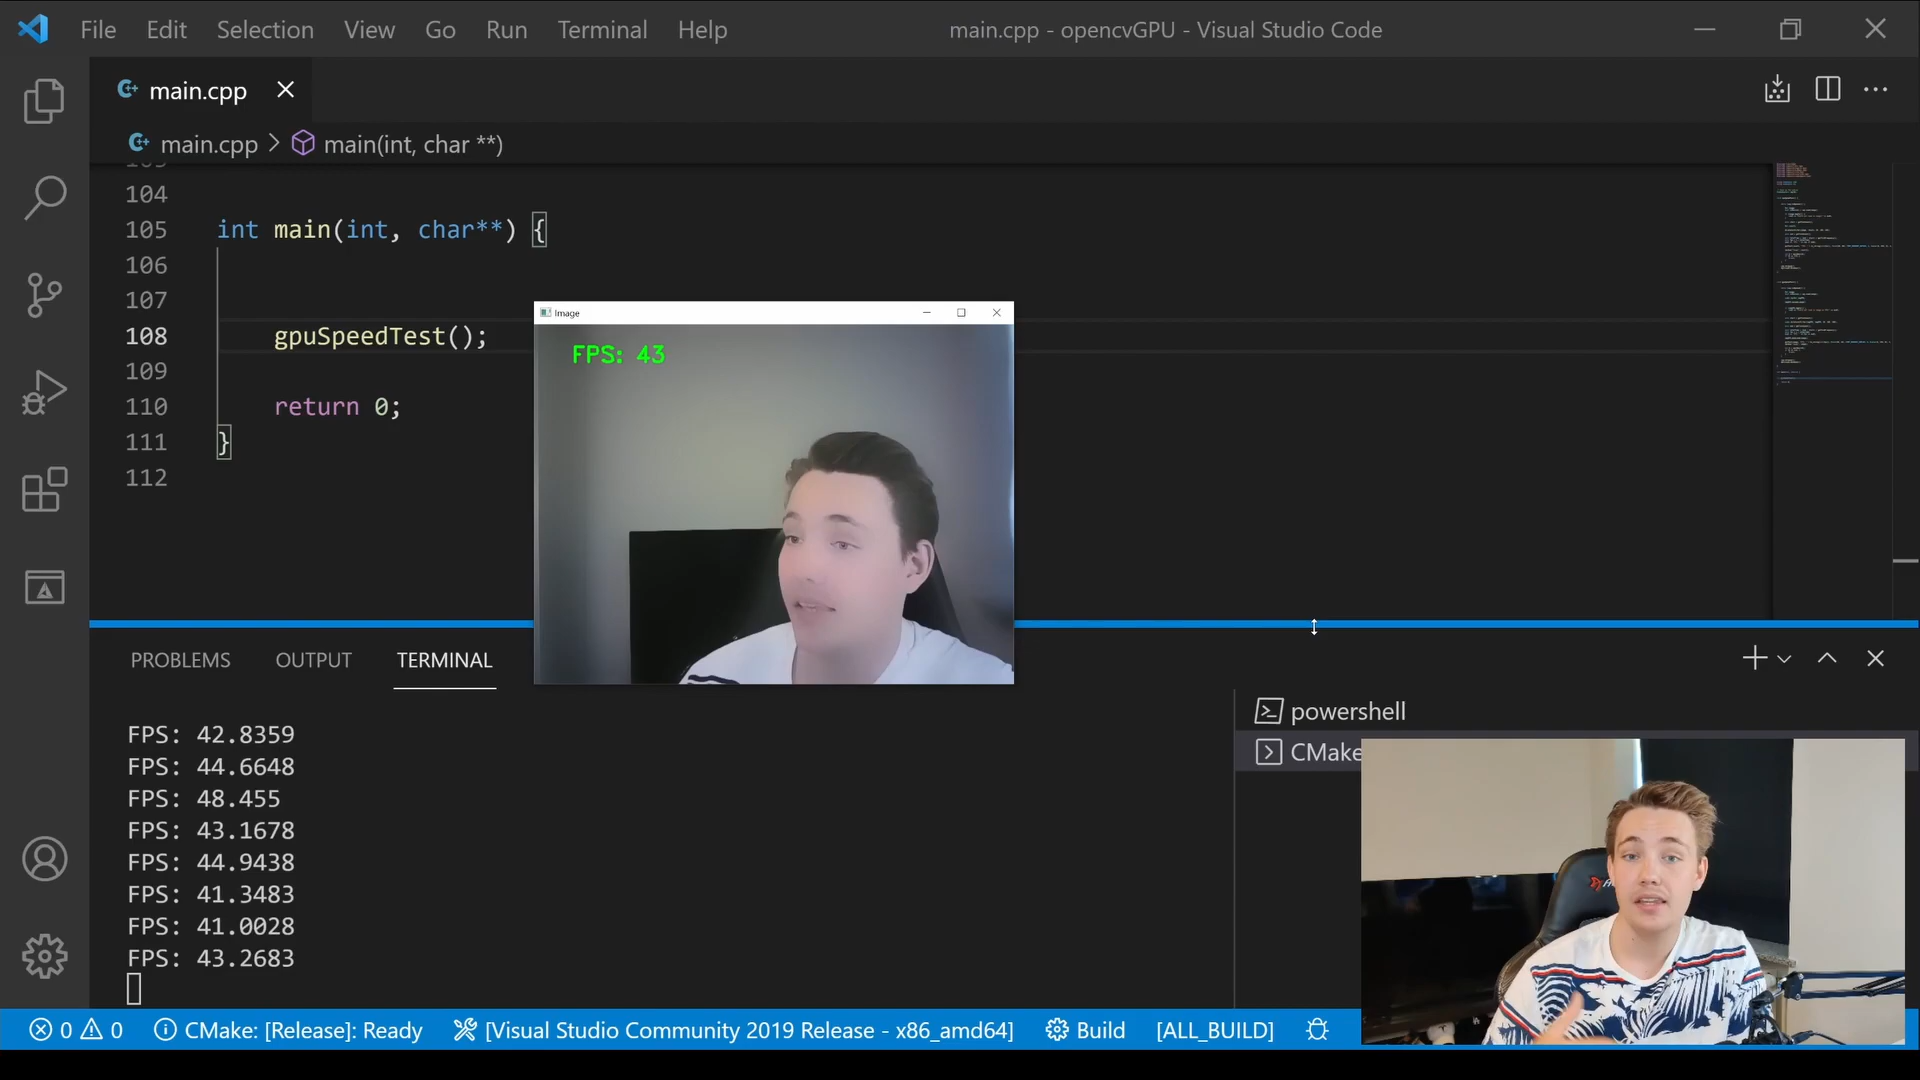 File Edit Selection View Go Run Terminal Help main.cpp - opencvGPU - Visual Studio Code
main.cpp
main.cpp > main(int, char **)
104
105 int main(int, char**) {
106
107
108 gpuSpeedTest();
109
110 return 0;
111 }
112
Image
FPS: 43
PROBLEMS OUTPUT TERMINAL
FPS: 42.8359
FPS: 44.6648
FPS: 48.455
FPS: 43.1678
FPS: 44.9438
FPS: 41.3483
FPS: 41.0028
FPS: 43.2683
powershell
CMake
0 0 CMake: [Release]: Ready [Visual Studio Community 2019 Release - x86_amd64] Build [ALL_BUILD]